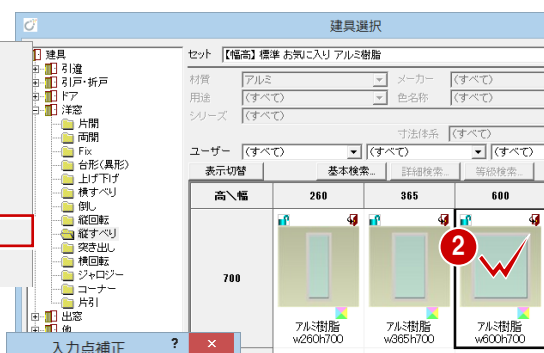 建具選択
セット 【幅高】標準 お気に入り アルミ樹脂
材質 アルミ メーカー (すべて)
用途 (すべて) 色名称 (すべて)
シリーズ (すべて)
寸法体系 (すべて)
ユーザー (すべて) (すべて) (すべて)
表示切替 基本検索... 詳細検索... 等級検索...
建具
引違
引戸・折戸
ドア
洋窓
片開
両開
Fix
台形(異形)
上げ下げ
横すべり
倒し
縦回転
縦すべり
突き出し
横回転
ジャロジー
コーナー
片引
出窓
他
高＼幅 260 365 600
2
700
アルミ樹脂 アルミ樹脂 アルミ樹脂
w260h700 w365h700 w600h700
入力点補正 ? ×